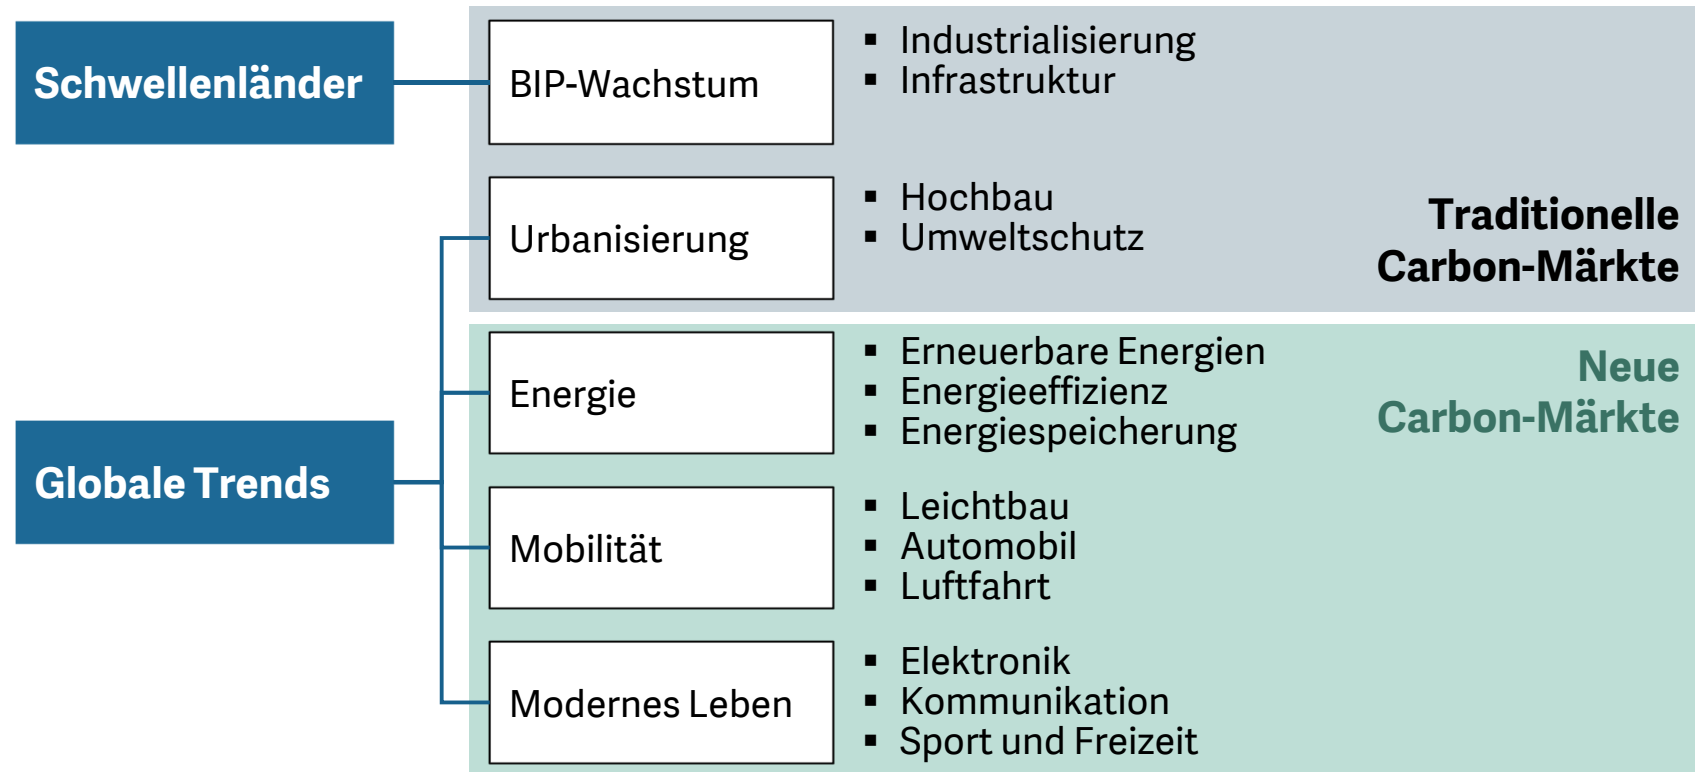 Schwellenländer
BIP-Wachstum
▪ Industrialisierung
▪ Infrastruktur
Urbanisierung
▪ Hochbau
▪ Umweltschutz
Traditionelle
Carbon-Märkte
Globale Trends
Energie
▪ Erneuerbare Energien
▪ Energieeffizienz
▪ Energiespeicherung
Neue
Carbon-Märkte
Mobilität
▪ Leichtbau
▪ Automobil
▪ Luftfahrt
Modernes Leben
▪ Elektronik
▪ Kommunikation
▪ Sport und Freizeit